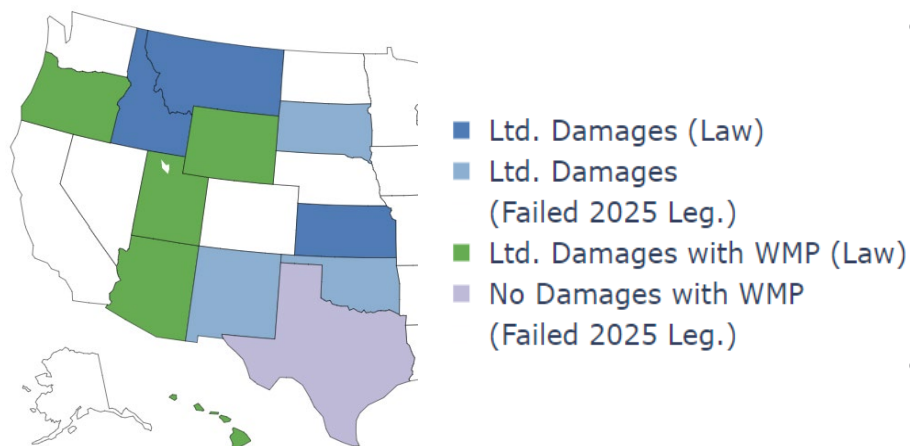 Ltd. Damages (Law)
Ltd. Damages
(Failed 2025 Leg.)
Ltd. Damages with WMP (Law)
No Damages with WMP
(Failed 2025 Leg.)